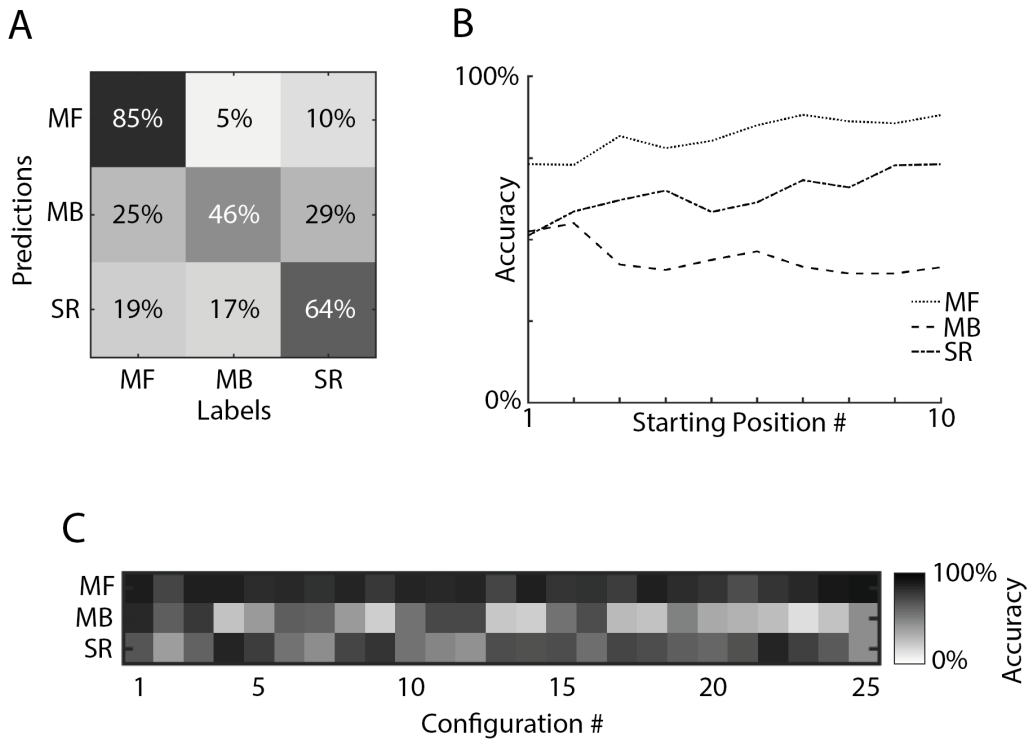 A
Predictions
MF 85% 5% 10%
MB 25% 46% 29%
SR 19% 17% 64%
MF MB SR
Labels
B
100%
Accuracy
0%
MF
MB
SR
1 10
Starting Position #
C
MF
MB
SR
1 5 10 15 20 25
Configuration #
100%
0%
Accuracy